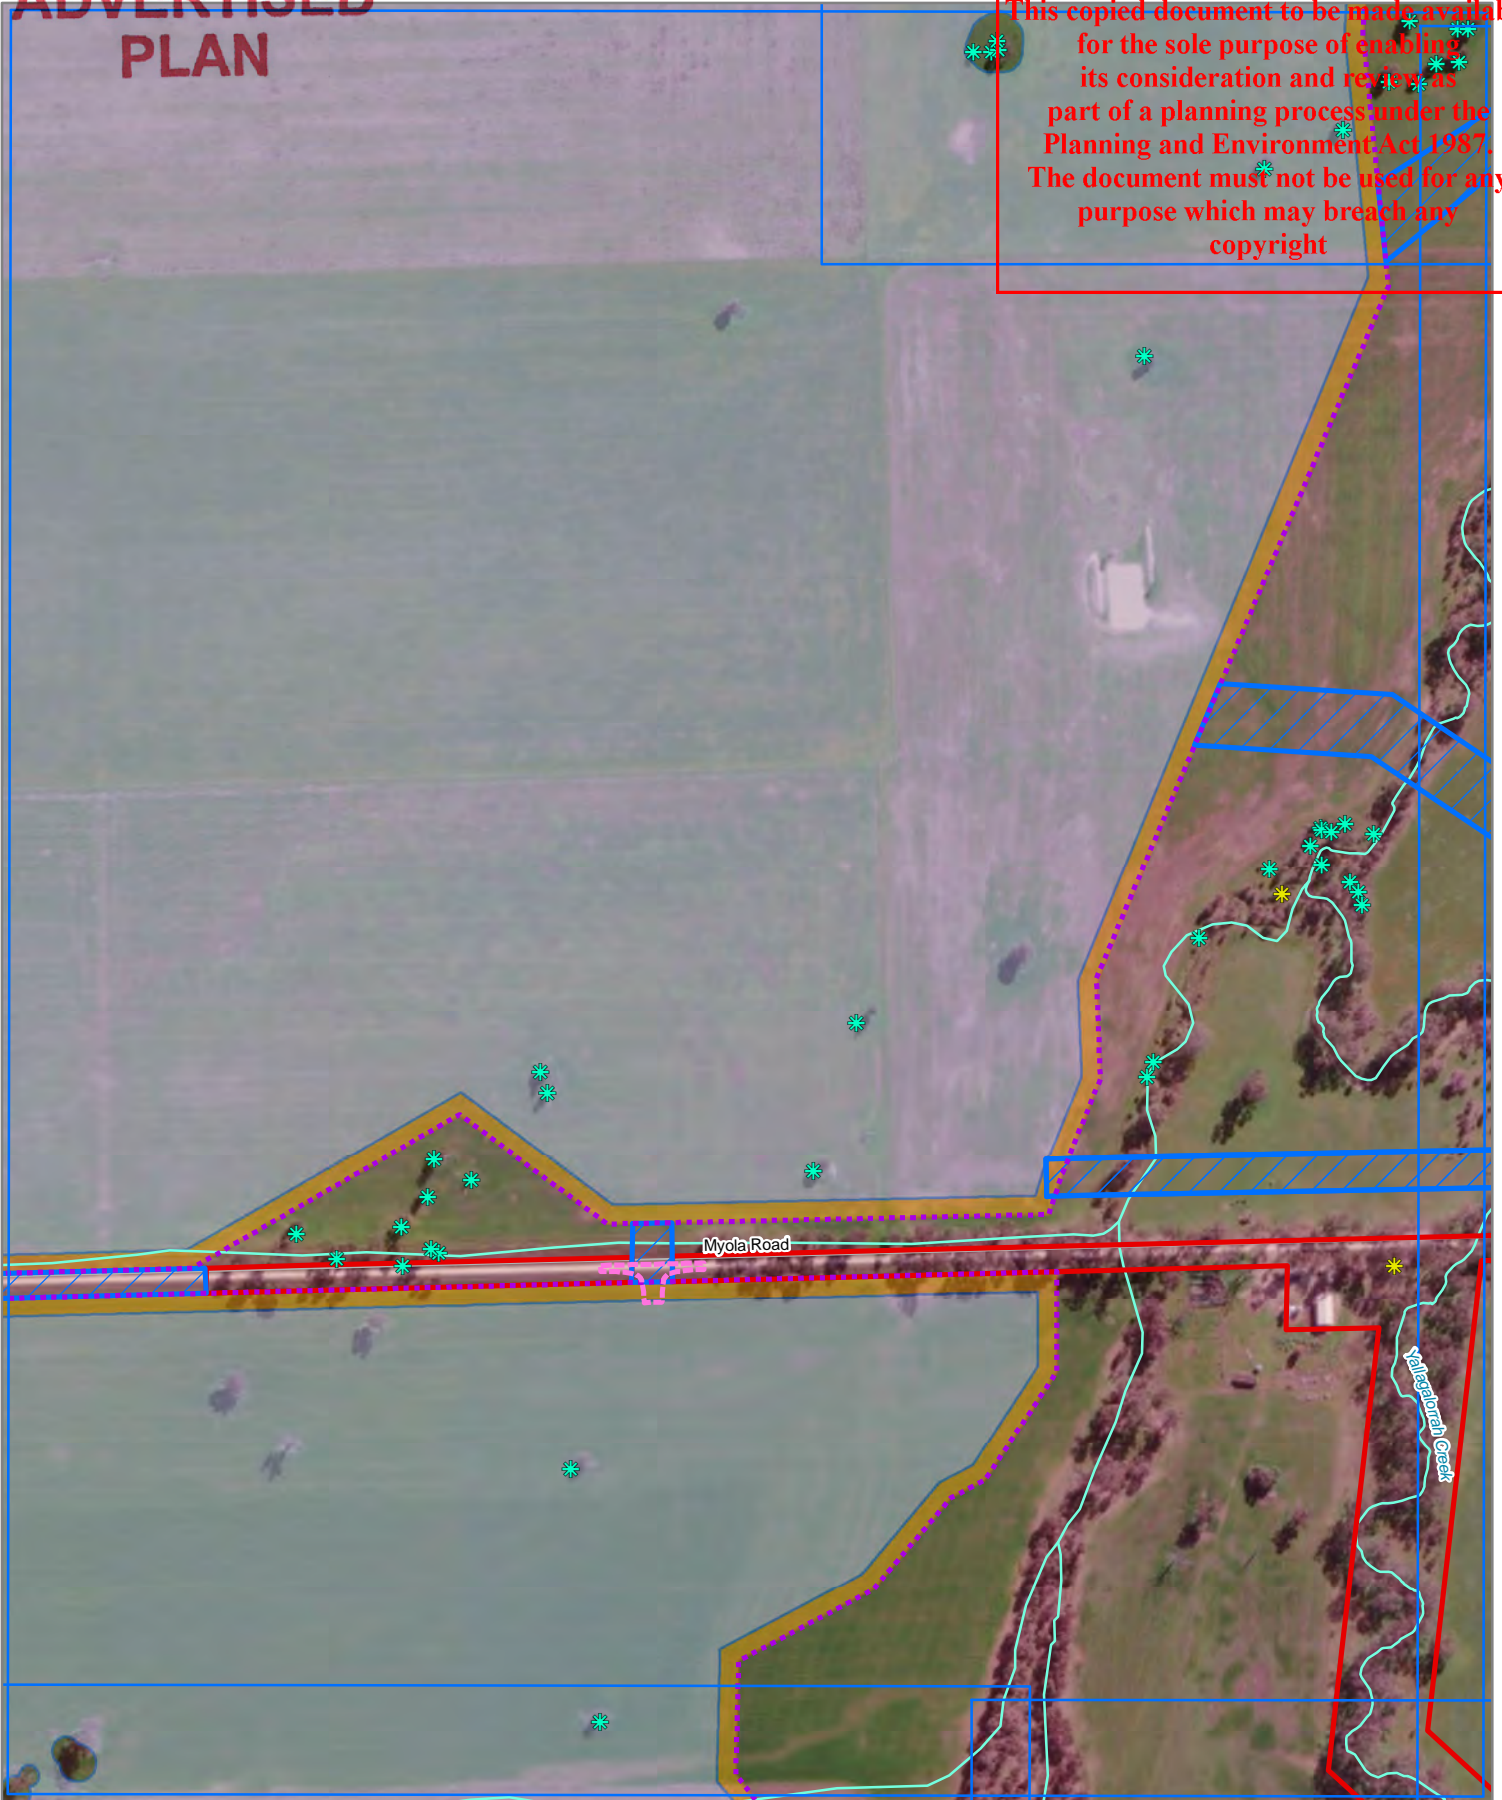 ADVERTISED
PLAN
This copied document to be made
for the sole purpose of enabling
its consideration and review as
part of a planning process under the
Planning and Environment Act 1987.
The document must not be used for any
purpose which may breach any
copyright
Myola Road
Yallagalorrah Creek